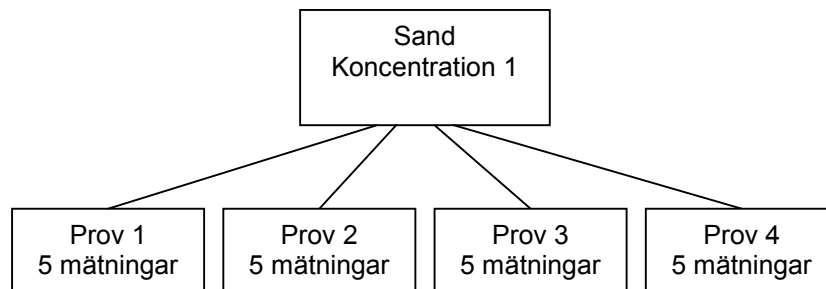 Sand
Koncentration 1
Prov 1
5 mätningar
Prov 2
5 mätningar
Prov 3
5 mätningar
Prov 4
5 mätningar